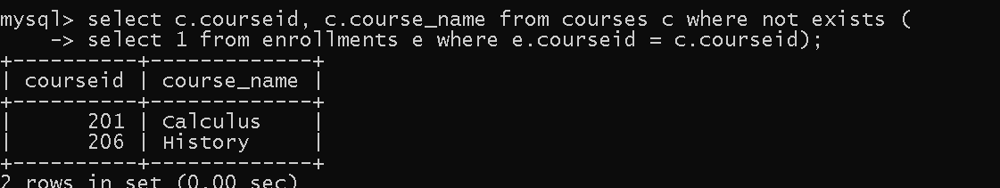 mysql> select c.courseid, c.course_name from courses c where not exists (
    -> select 1 from enrollments e where e.courseid = c.courseid);
+----------+-------------+
| courseid | course_name |
+----------+-------------+
|      201 | Calculus    |
|      206 | History     |
+----------+-------------+
2 rows in set (0.00 sec)